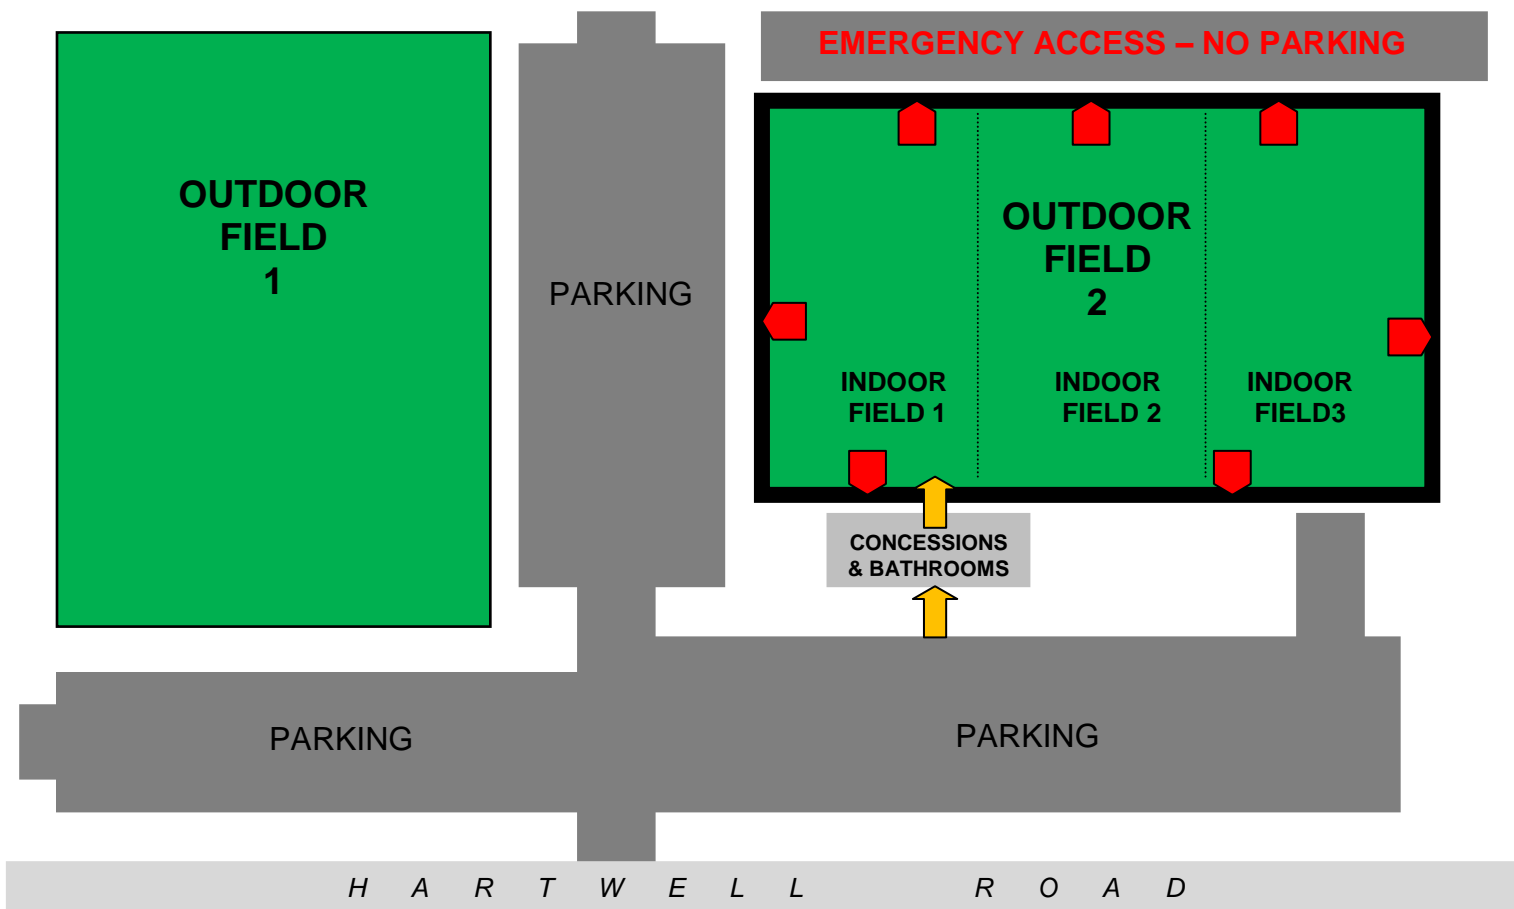 EMERGENCY ACCESS – NO PARKING
OUTDOOR
FIELD
1
PARKING
OUTDOOR
FIELD
2
INDOOR
FIELD 1
INDOOR
FIELD 2
INDOOR
FIELD3
CONCESSIONS
& BATHROOMS
PARKING
PARKING
H A R T W E L L R O A D